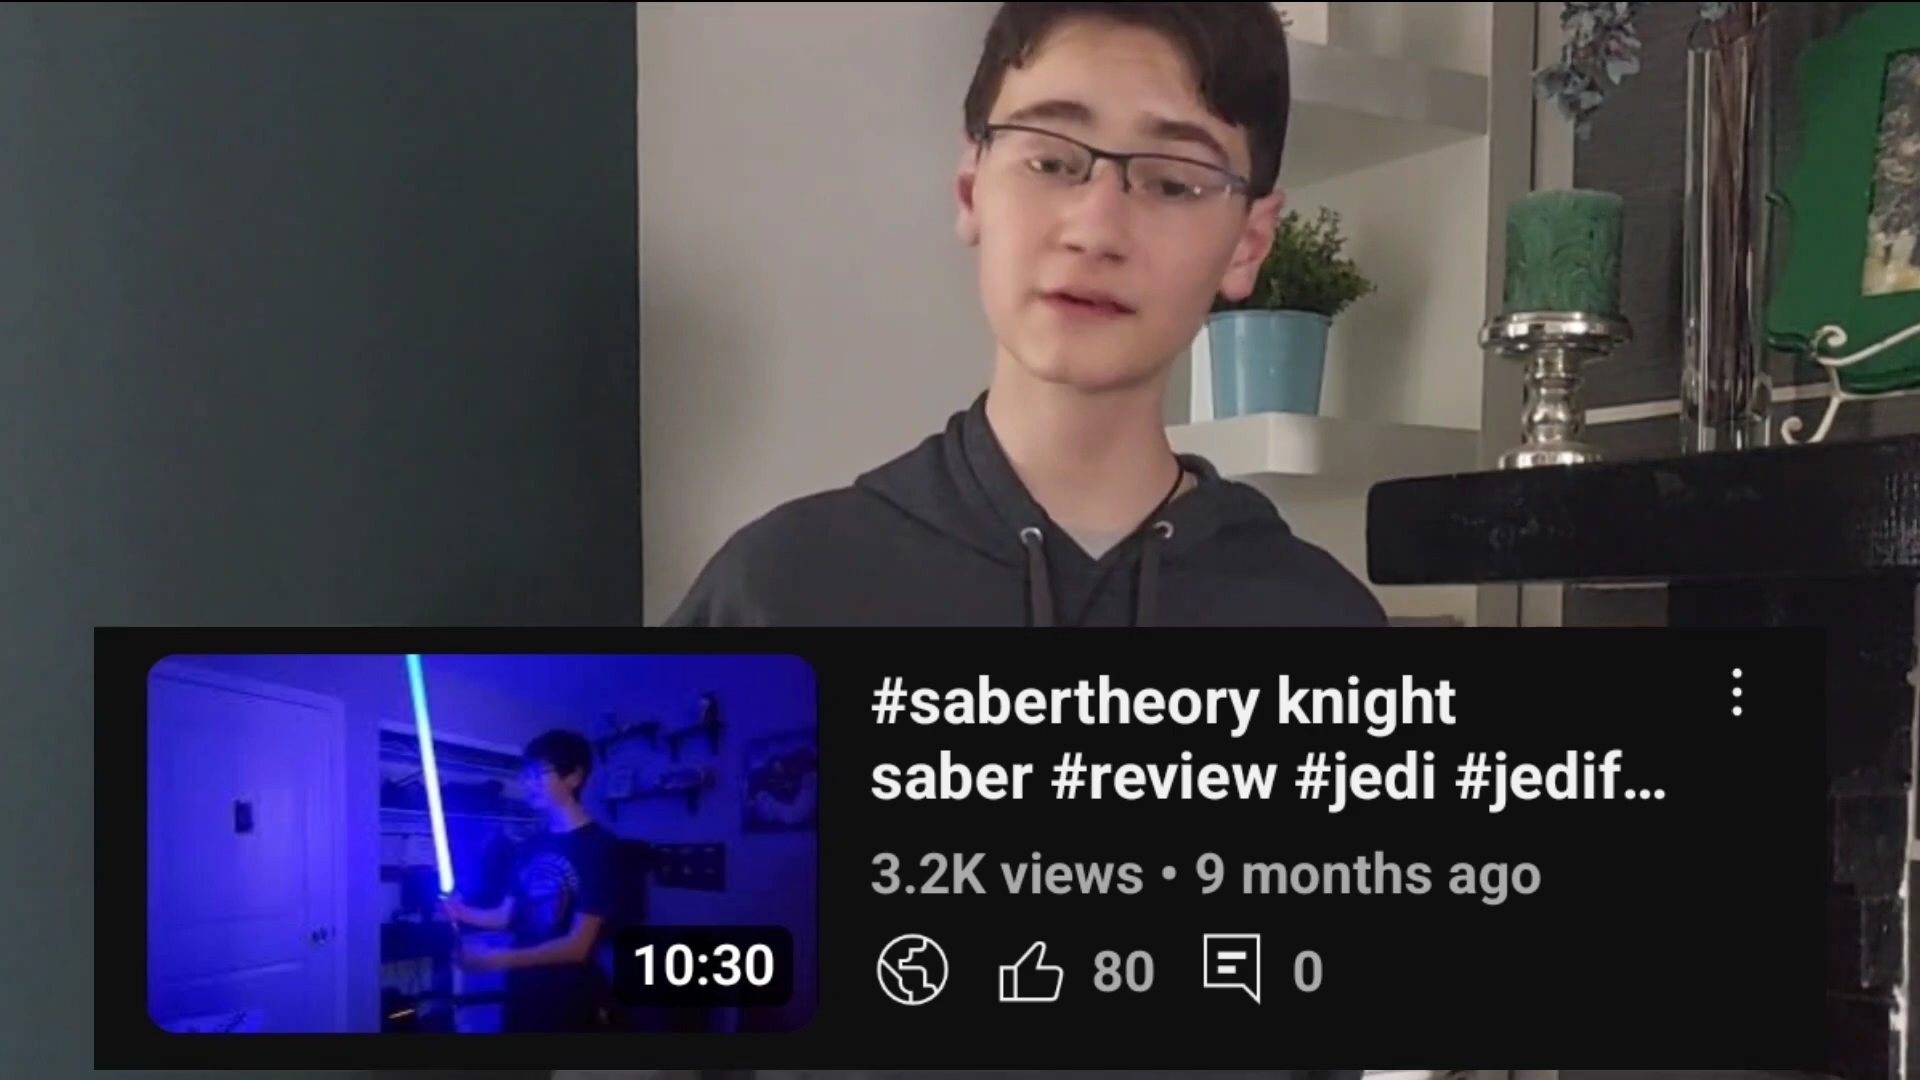 #sabertheory knight
saber #review #jedi #jedif...
3.2K views • 9 months ago
80 0
10:30